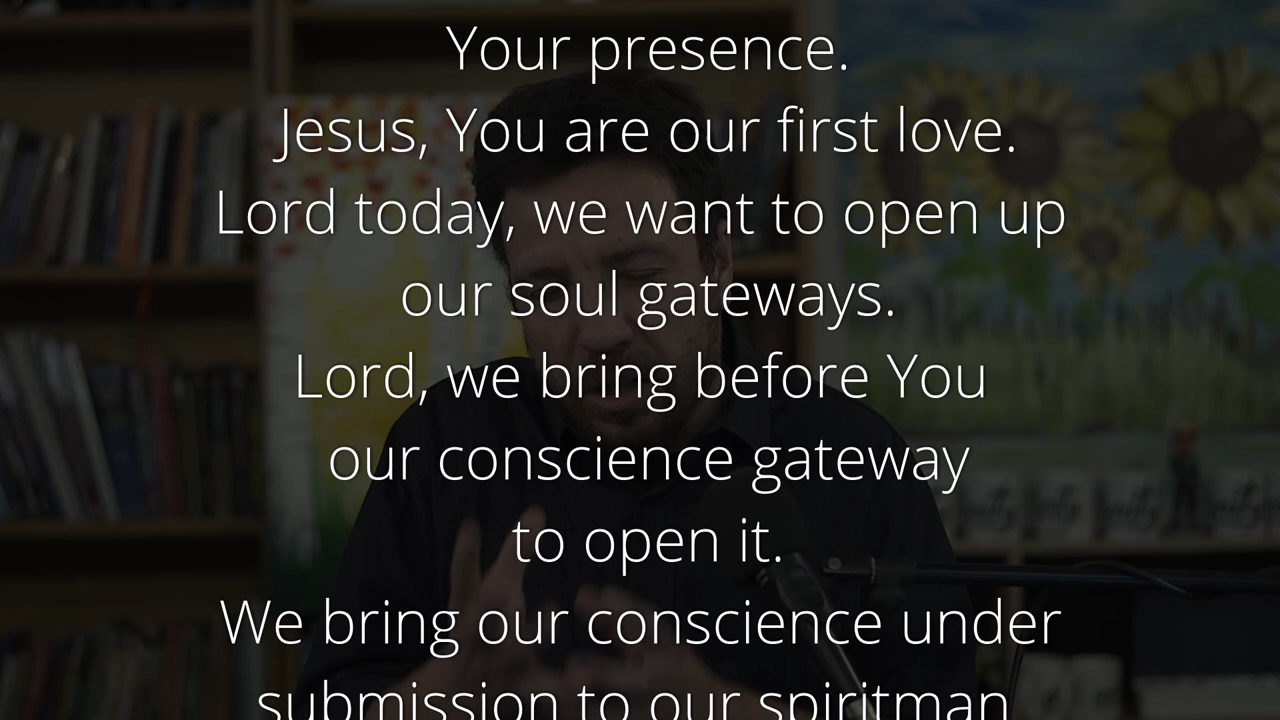 Your presence.
Jesus, You are our first love.
Lord today, we want to open up
our soul gateways.
Lord, we bring before You
our conscience gateway
to open it.
We bring our conscience under
submission to our spiritman